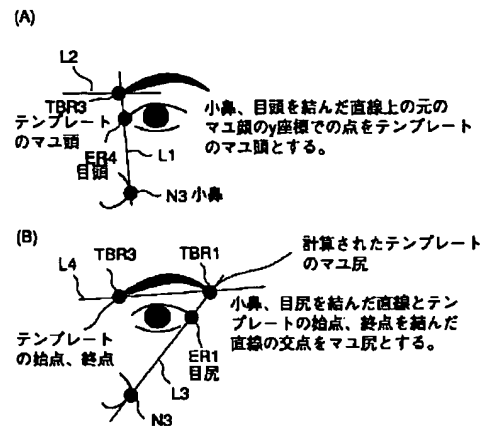 (A)
L2
TBR3
テンプレート
のマユ頭
ER4
目頭
L1
N3 小鼻
小鼻、目頭を結んだ直線上の元の
マユ頭のy座標での点をテンプレート
のマユ頭とする。
(B)
L4
TBR3
TBR1
計算されたテンプレート
のマユ尻
小鼻、目尻を結んだ直線とテン
プレートの始点、終点を結んだ
直線の交点をマユ尻とする。
テンプレート
の始点、終点
ER1
目尻
L3
N3